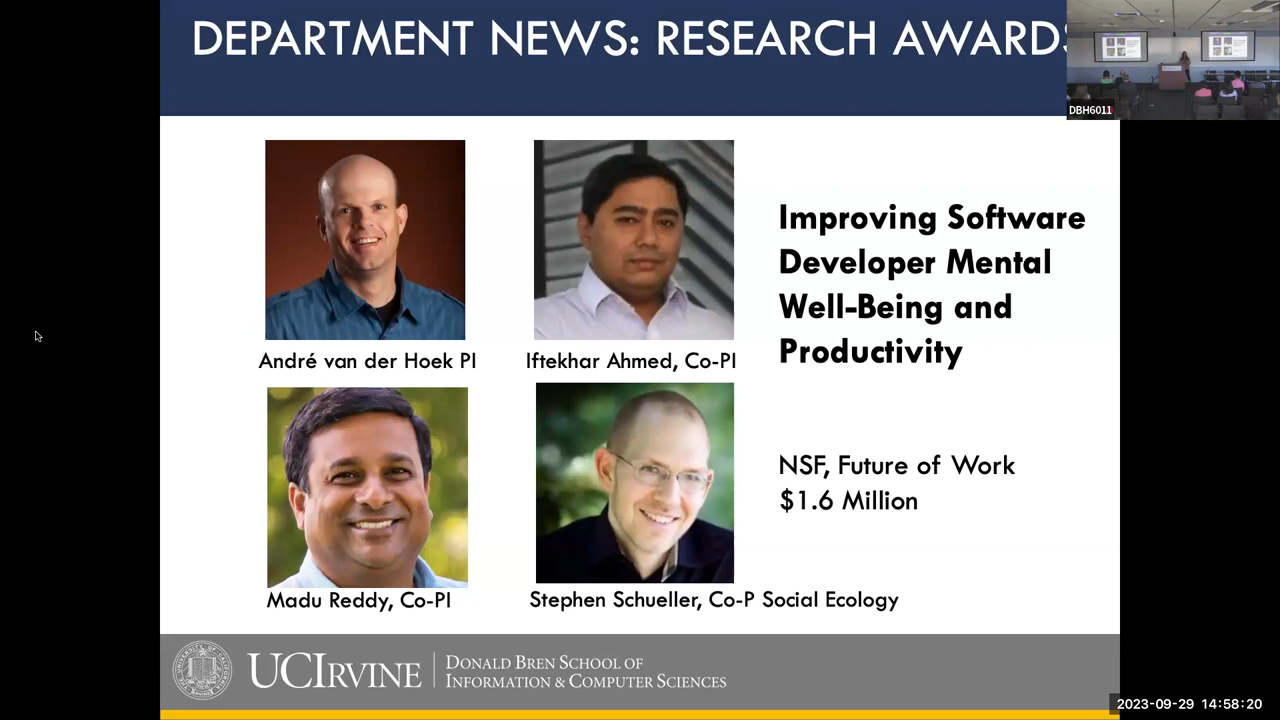 DEPARTMENT NEWS: RESEARCH AWARDS
DBH6011
Improving Software
Developer Mental
Well-Being and
Productivity
André van der Hoek PI
Iftekhar Ahmed, Co-PI
NSF, Future of Work
$1.6 Million
Madu Reddy, Co-PI
Stephen Schueller, Co-P Social Ecology
UCIRVINE
DONALD BREN SCHOOL OF
INFORMATION & COMPUTER SCIENCES
2023-09-29 14:58:20